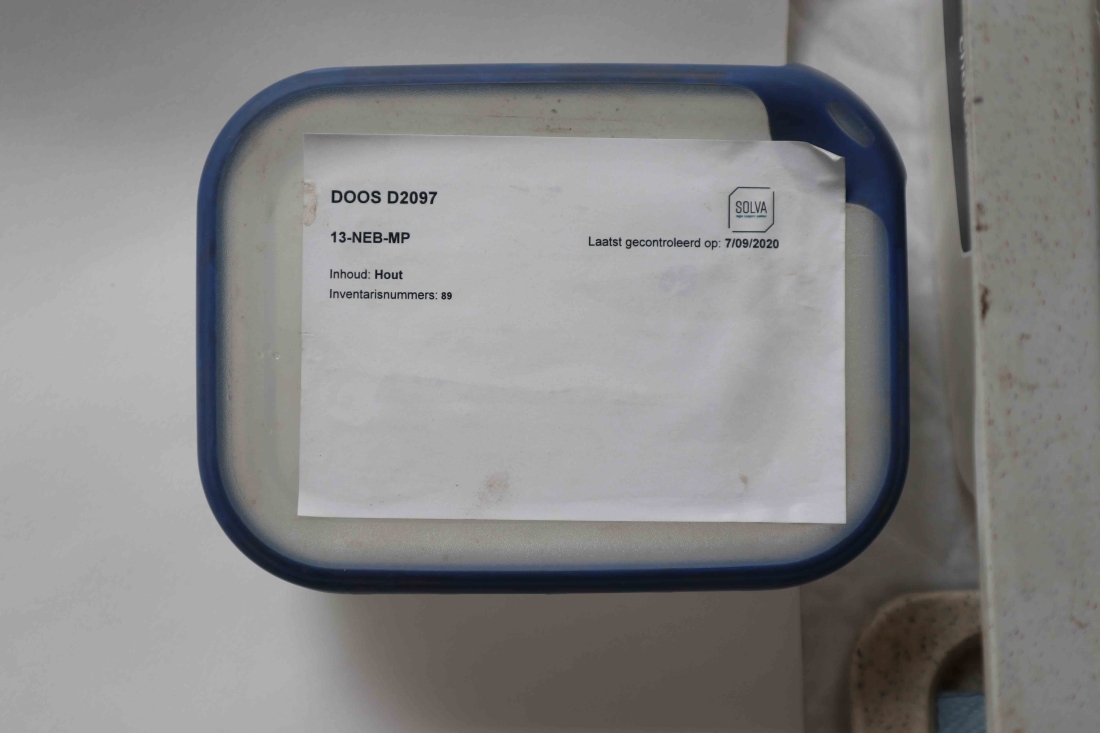 DOOS D2097
SOLVA
13-NEB-MP
Laatst gecontroleerd op: 7/09/2020
Inhoud: Hout
Inventarisnummers: 89